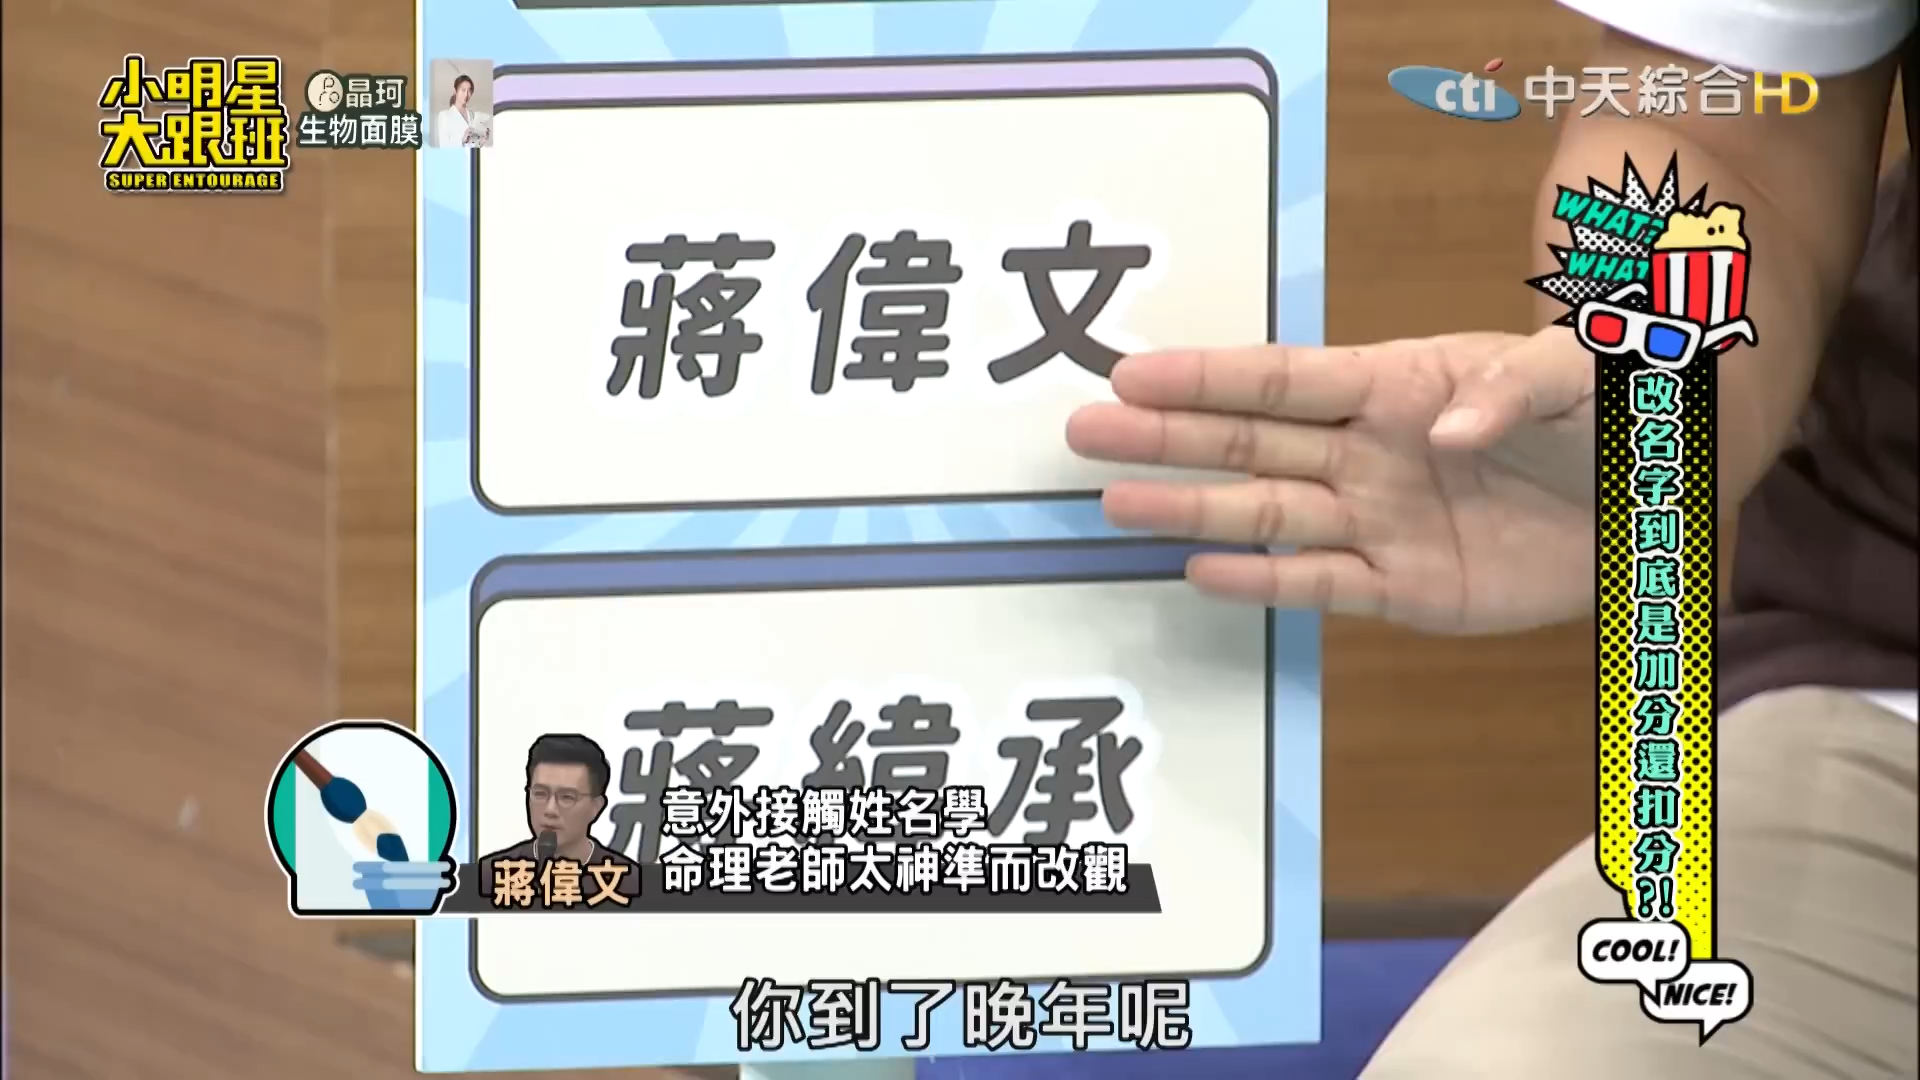 小明星
大跟班
SUPER ENTOURAGE
Pro
晶珂
生物面膜
cti 中天綜合HD
WHAT?
WHAT
改名字到底是加分還扣分?!
COOL!
NICE!
蔣偉文
蔣緯承
蔣偉文
意外接觸姓名學
命理老師太神準而改觀
你到了晚年呢